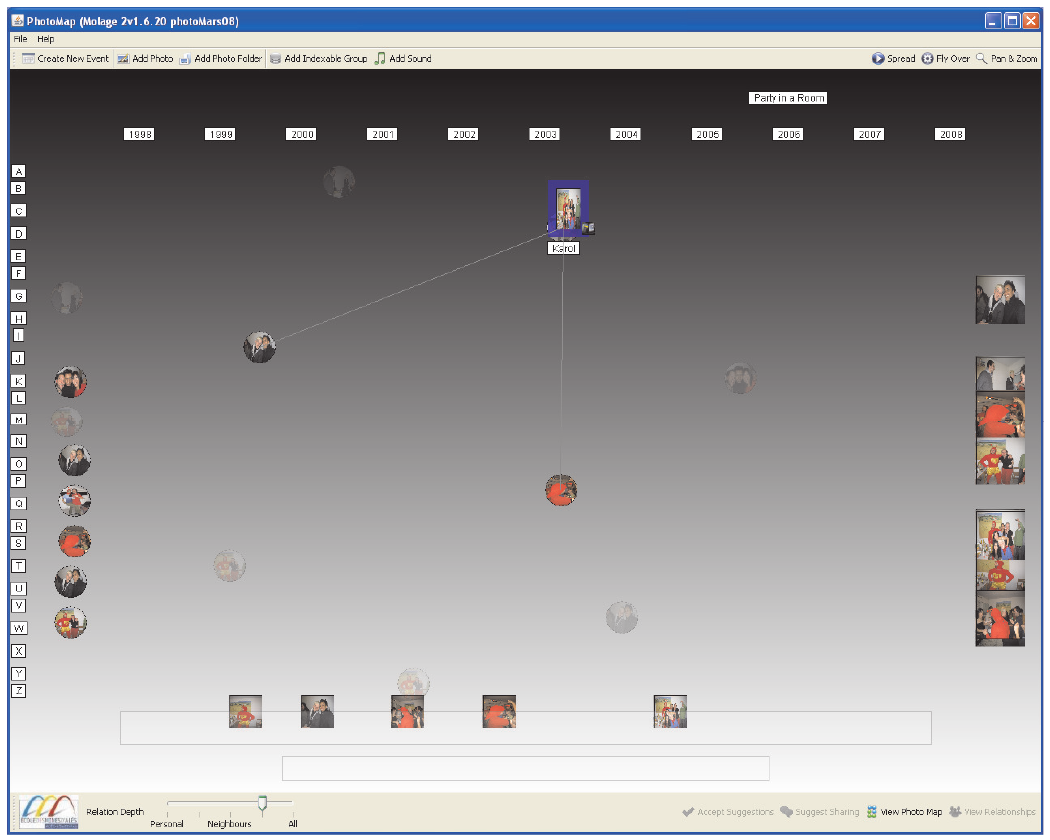 PhotoMap (Molage 2v1.6.20 photoMars08)
File Help
Create New Event Add Photo Add Photo Folder Add Indexable Group Add Sound Spread Fly Over Pan & Zoom
Party in a Room
1998 1999 2000 2001 2002 2003 2004 2005 2006 2007 2008
A
B
C
D
Karol
E
F
G
H
I
J
K
L
M
N
O
P
Q
R
S
T
U
V
W
X
Y
Z
Relation Depth
Personal Neighbours All
Accept Suggestions Suggest Sharing View Photo Map View Relationships